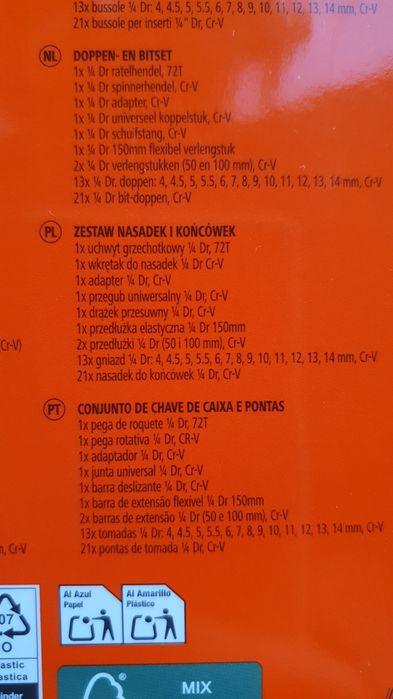 13x bussole ¼ Dr: 4, 4.5, 5, 5.5, 6, 7, 8, 9, 10, 11, 12, 13, 14 mm, Cr-V
21x bussole per inserti ¼" Dr, Cr-V
NL DOPPEN- EN BITSET
1x ¼ Dr ratelhendel, 72T
1x ¼ Dr spinnerhendel, Cr-V
1x ¼ Dr adapter, Cr-V
1x ¼ Dr universeel koppelstuk, Cr-V
1x ¼ Dr schuifstang, Cr-V
1x ¼ Dr 150mm flexibel verlengstuk
2x ¼ Dr verlengstukken (50 en 100 mm), Cr-V
13x ¼ Dr. doppen: 4, 4.5, 5, 5.5, 6, 7, 8, 9, 10, 11, 12, 13, 14 mm, Cr-V
21x ¼ Dr bit-doppen, Cr-V
PL ZESTAW NASADEK I KOŃCÓWEK
1x uchwyt grzechotkowy ¼ Dr, 72T
1x wkrętak do nasadek ¼ Dr Cr-V
1x adapter ¼ Dr, Cr-V
1x przegub uniwersalny ¼ Dr, Cr-V
1x drążek przesuwny ¼ Dr, Cr-V
1x przedłużka elastyczna ¼ Dr 150mm
2x przedłużki ¼ Dr (50 i 100 mm), Cr-V
13x gniazd ¼ Dr: 4, 4.5, 5, 5.5, 6, 7, 8, 9, 10, 11, 12, 13, 14 mm, Cr-V
21x nasadek do końcówek ¼ Dr, Cr-V
Cr-V)
PT CONJUNTO DE CHAVE DE CAIXA E PONTAS
1x pega de roquete ¼ Dr, 72T
1x pega rotativa ¼ Dr, CR-V
1x adaptador ¼ Dr, Cr-V
1x junta universal ¼ Dr, Cr-V
1x barra deslizante ¼ Dr, Cr-V
1x barra de extensão flexível ¼ Dr 150mm
2x barras de extensão ¼ Dr (50 e 100 mm), Cr-V
13x tomadas ¼ Dr: 4, 4.5, 5, 5.5, 6, 7, 8, 9, 10, 11, 12, 13, 14 mm, Cr-V
21x pontas de tomada ¼ Dr, Cr-V
, Cr-V
Al Azul
Papel
Al Amarillo
Plástico
07
O
astic
astica
inder
MIX